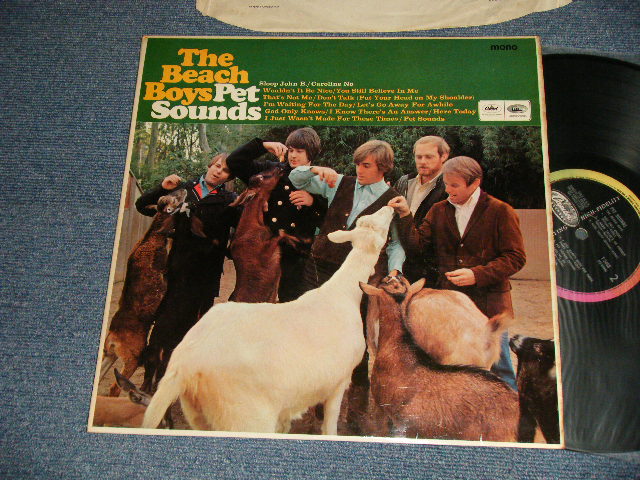 The
Beach
Boys Pet
Sounds
mono
Sloop John B./Caroline No
Wouldn't It Be Nice/You Still Believe In Me
That's Not Me/Don't Talk (Put Your Head on My Shoulder)
I'm Waiting For The Day/Let's Go Away For Awhile
God Only Knows/I Know There's An Answer/Here Today
I Just Wasn't Made For These Times/Pet Sounds
Capitol
2